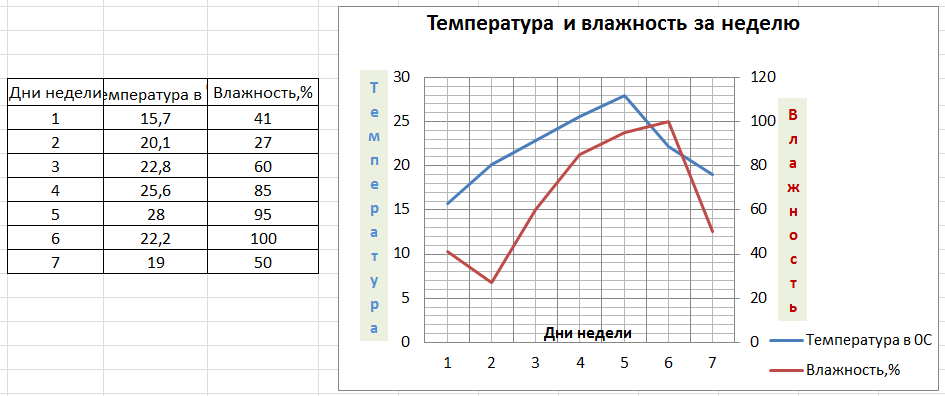 Дни недели емпература в Влажность,%
1 15,7 41
2 20,1 27
3 22,8 60
4 25,6 85
5 28 95
6 22,2 100
7 19 50
Температура и влажность за неделю
Температура
30
25
20
15
10
5
0
120
100
80
60
40
20
0
Влажность
Дни недели
1 2 3 4 5 6 7
Температура в 0С
Влажность,%